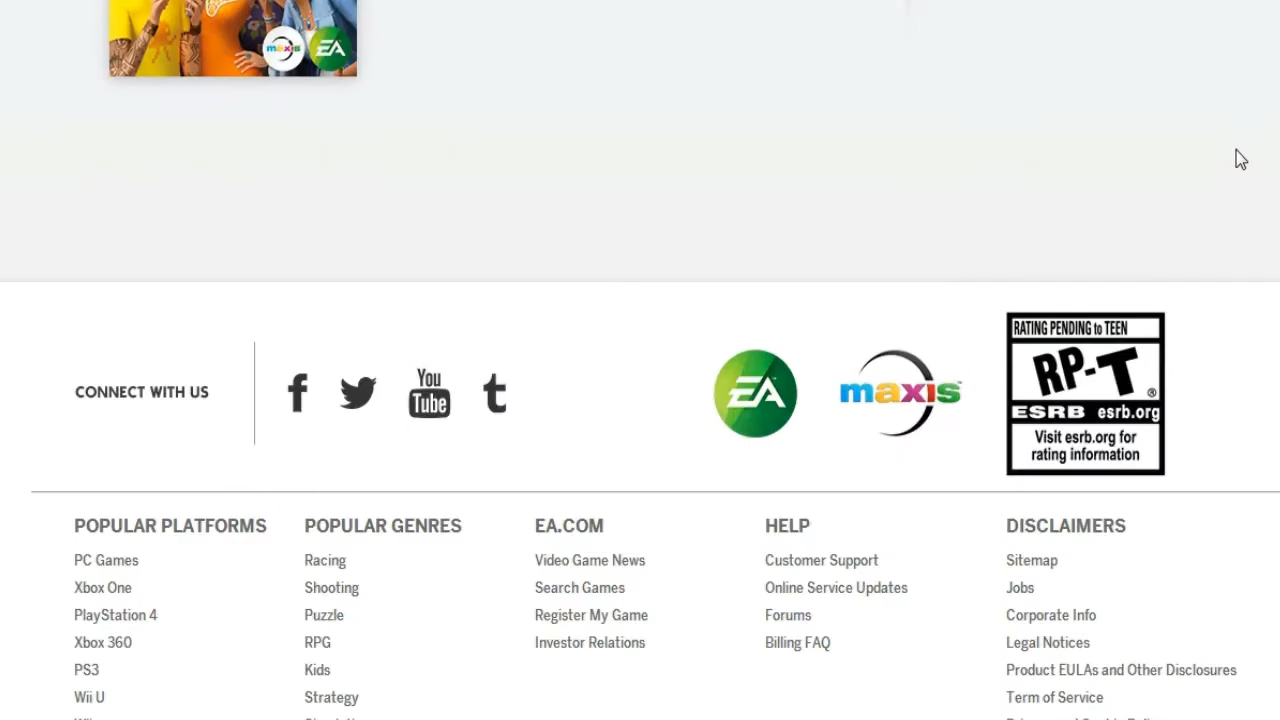 maxis EA
CONNECT WITH US
f
You
Tube
t
EA
maxis™
RATING PENDING to TEEN
RP-T®
ESRB esrb.org
Visit esrb.org for
rating information
POPULAR PLATFORMS
PC Games
Xbox One
PlayStation 4
Xbox 360
PS3
Wii U
POPULAR GENRES
Racing
Shooting
Puzzle
RPG
Kids
Strategy
EA.COM
Video Game News
Search Games
Register My Game
Investor Relations
HELP
Customer Support
Online Service Updates
Forums
Billing FAQ
DISCLAIMERS
Sitemap
Jobs
Corporate Info
Legal Notices
Product EULAs and Other Disclosures
Term of Service